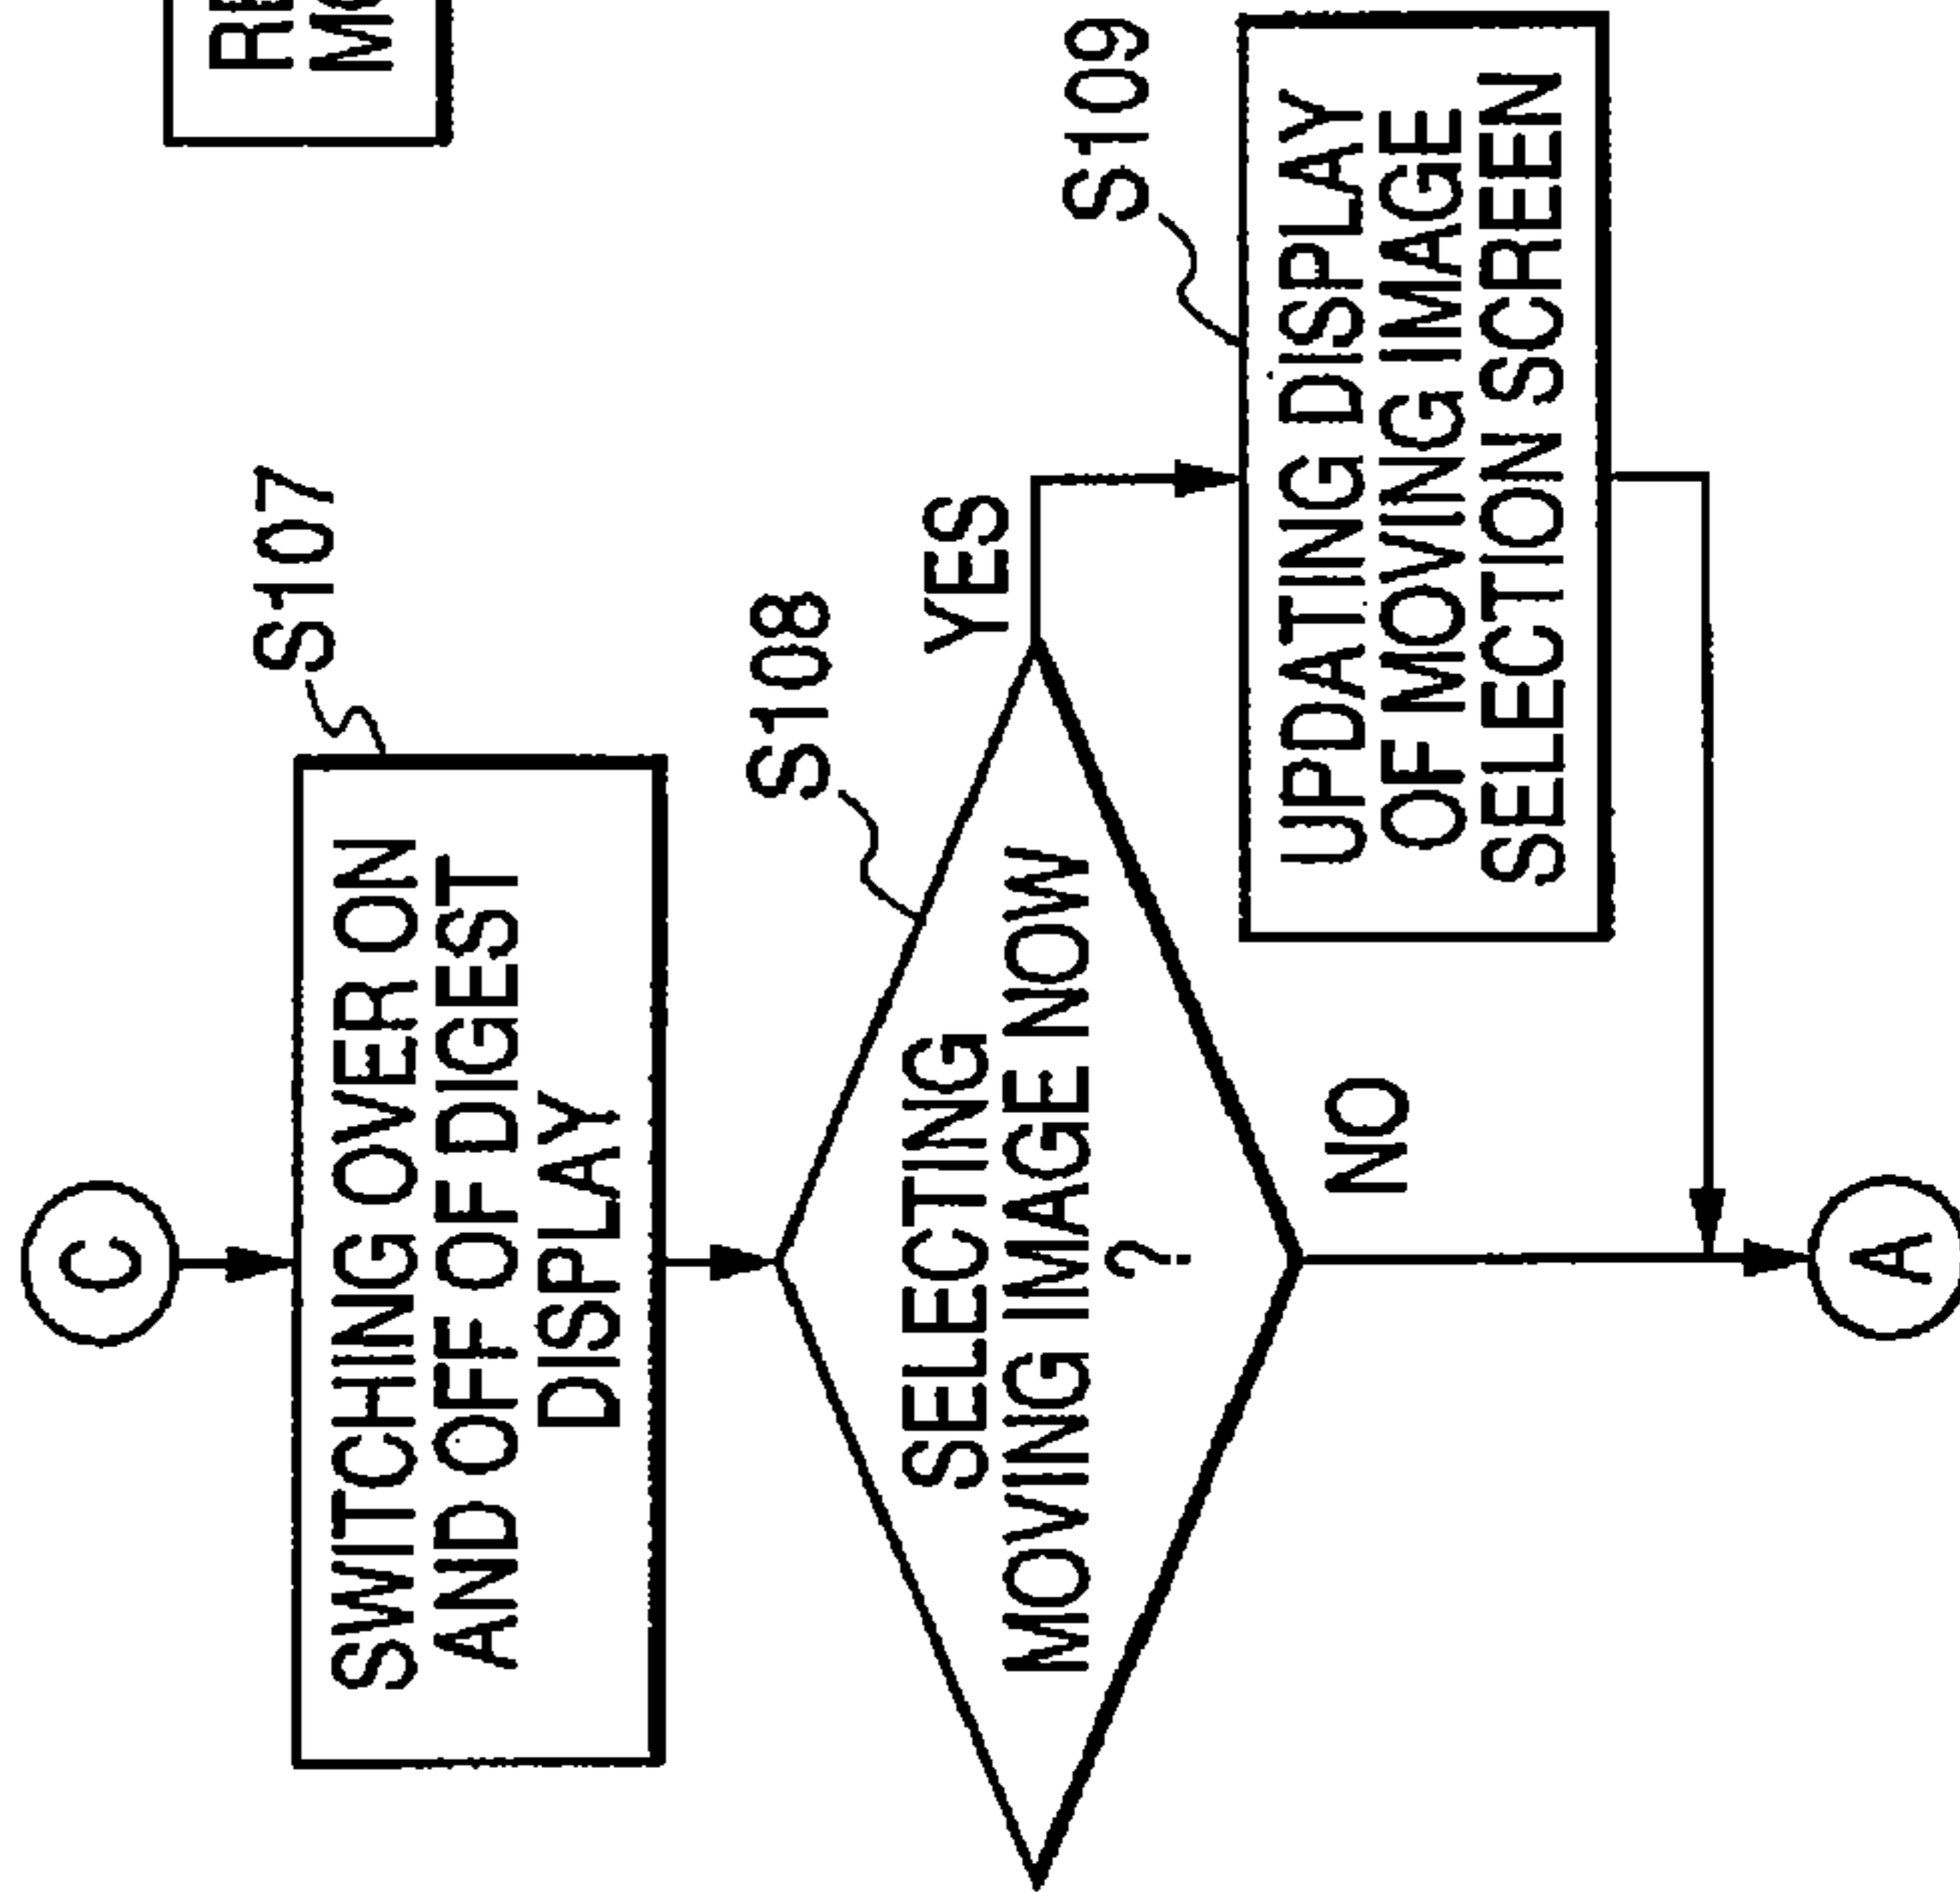 C
S107
SWITCHING OVER ON
AND OFF OF DIGEST
DISPLAY
S108
SELECTING
MOVING IMAGE NOW
?
YES
NO
S109
UPDATING DISPLAY
OF MOVING IMAGE
SELECTION SCREEN
A